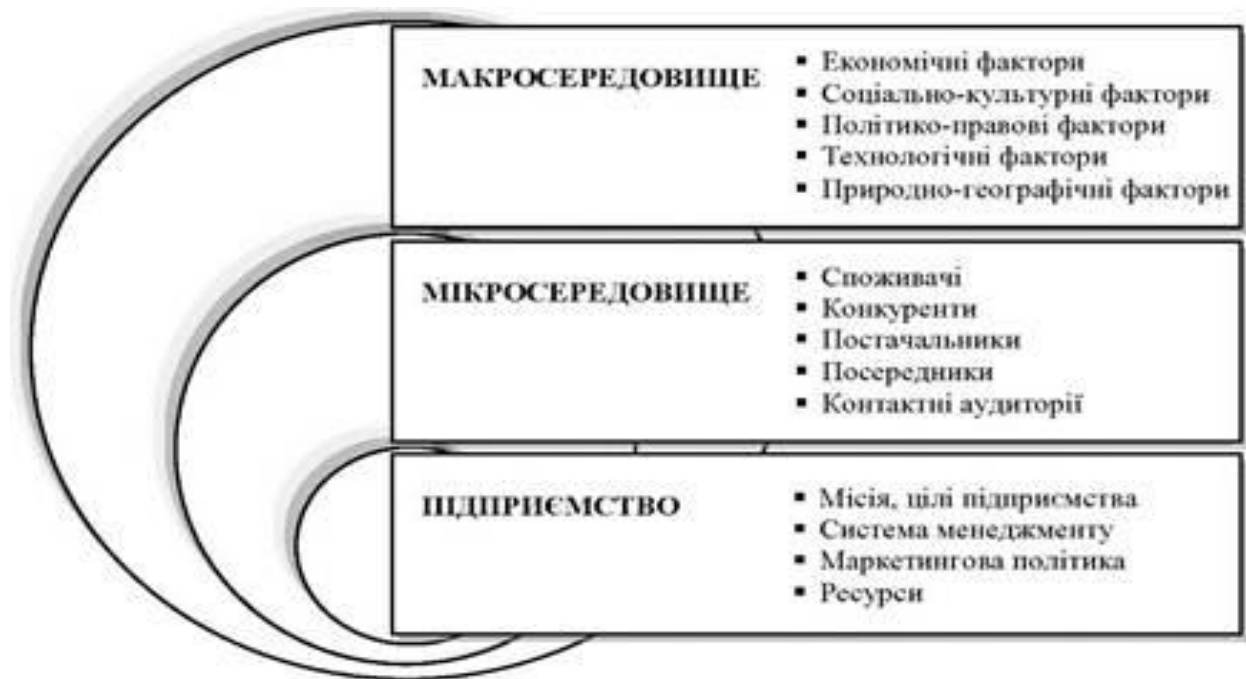 МАКРОСЕРЕДОВИЩЕ
▪ Економічні фактори
▪ Соціально-культурні фактори
▪ Політико-правові фактори
▪ Технологічні фактори
▪ Природно-географічні фактори
МІКРОСЕРЕДОВИЩЕ
▪ Споживачі
▪ Конкуренти
▪ Постачальники
▪ Посередники
▪ Контактні аудиторії
ПІДПРИЄМСТВО
▪ Місія, цілі підприємства
▪ Система менеджменту
▪ Маркетингова політика
▪ Ресурси